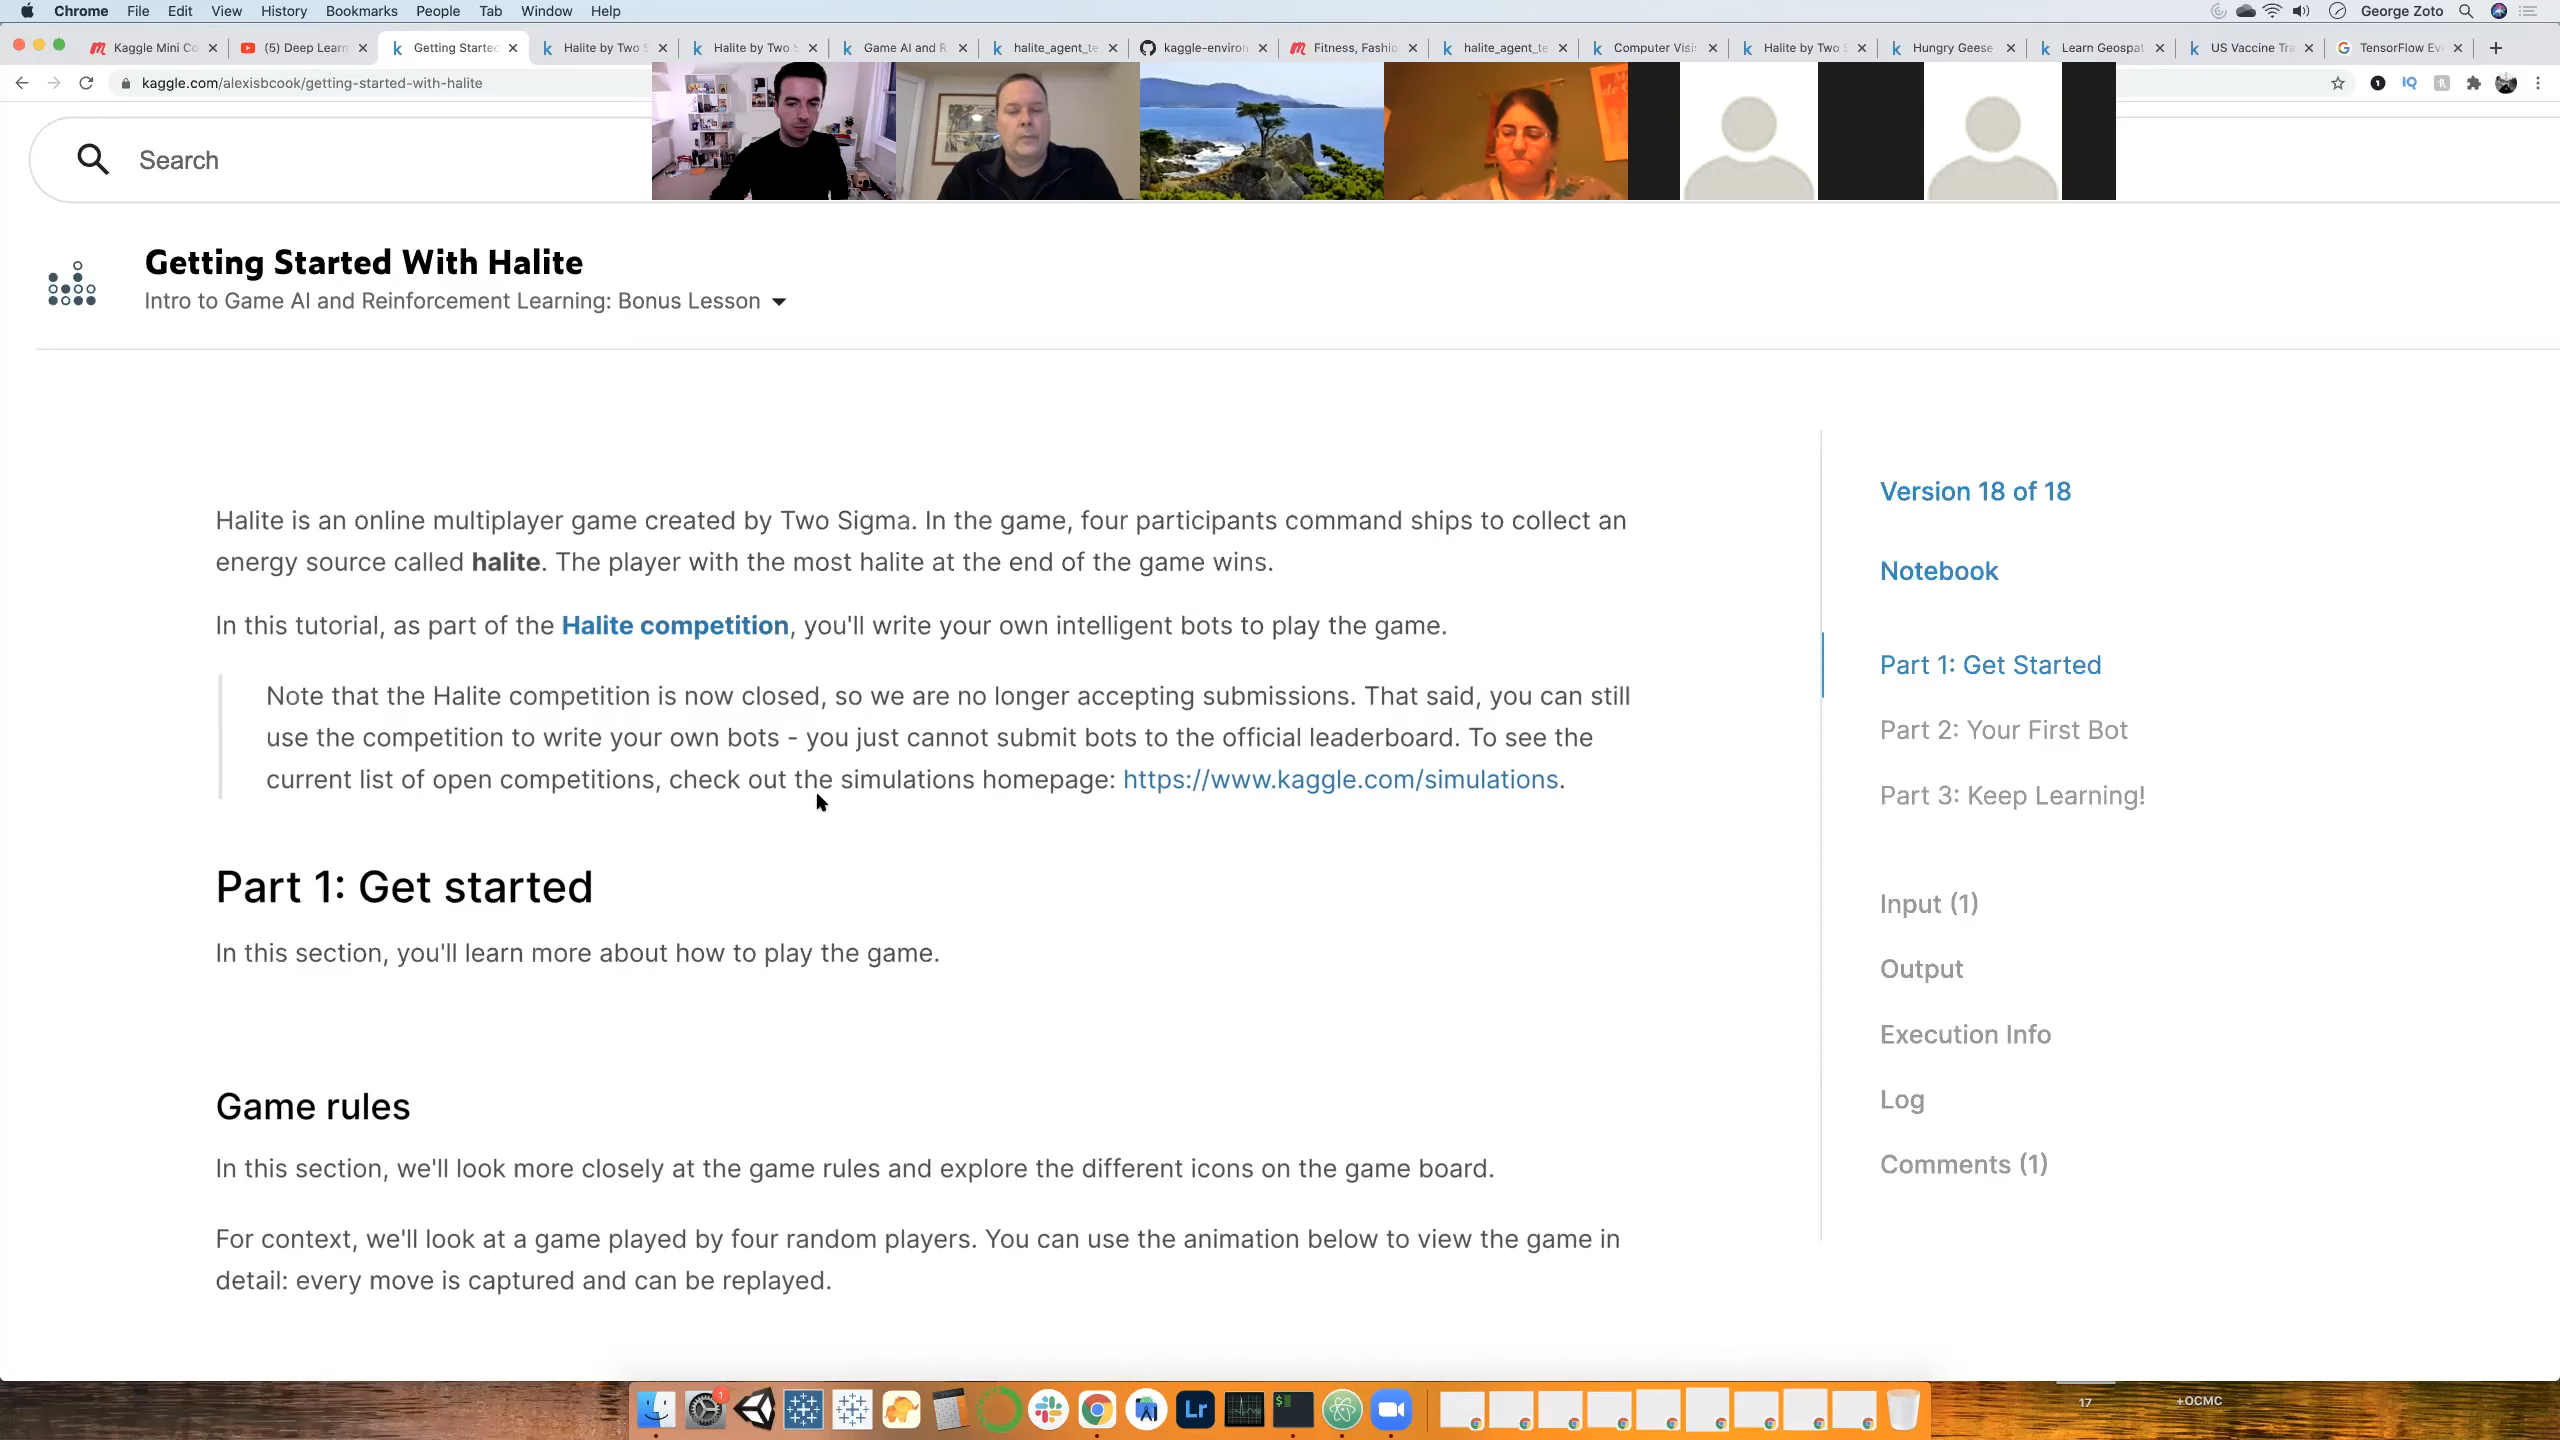 Chrome File Edit View History Bookmarks People Tab Window Help George Zoto
Kaggle Mini Co (5) Deep Learn Getting Started Halite by Two S Halite by Two S Game AI and R halite_agent_te kaggle-environ Fitness, Fashio halite_agent_te Computer Visi Halite by Two S Hungry Geese Learn Geospat US Vaccine Tra TensorFlow Ev
kaggle.com/alexisbcook/getting-started-with-halite
Search
Getting Started With Halite
Intro to Game AI and Reinforcement Learning: Bonus Lesson
Halite is an online multiplayer game created by Two Sigma. In the game, four participants command ships to collect an
energy source called halite. The player with the most halite at the end of the game wins.
In this tutorial, as part of the Halite competition, you'll write your own intelligent bots to play the game.
Note that the Halite competition is now closed, so we are no longer accepting submissions. That said, you can still
use the competition to write your own bots - you just cannot submit bots to the official leaderboard. To see the
current list of open competitions, check out the simulations homepage: https://www.kaggle.com/simulations.
Part 1: Get started
In this section, you'll learn more about how to play the game.
Game rules
In this section, we'll look more closely at the game rules and explore the different icons on the game board.
For context, we'll look at a game played by four random players. You can use the animation below to view the game in
detail: every move is captured and can be replayed.
Version 18 of 18
Notebook
Part 1: Get Started
Part 2: Your First Bot
Part 3: Keep Learning!
Input (1)
Output
Execution Info
Log
Comments (1)
1
Lr
17
+OCMC